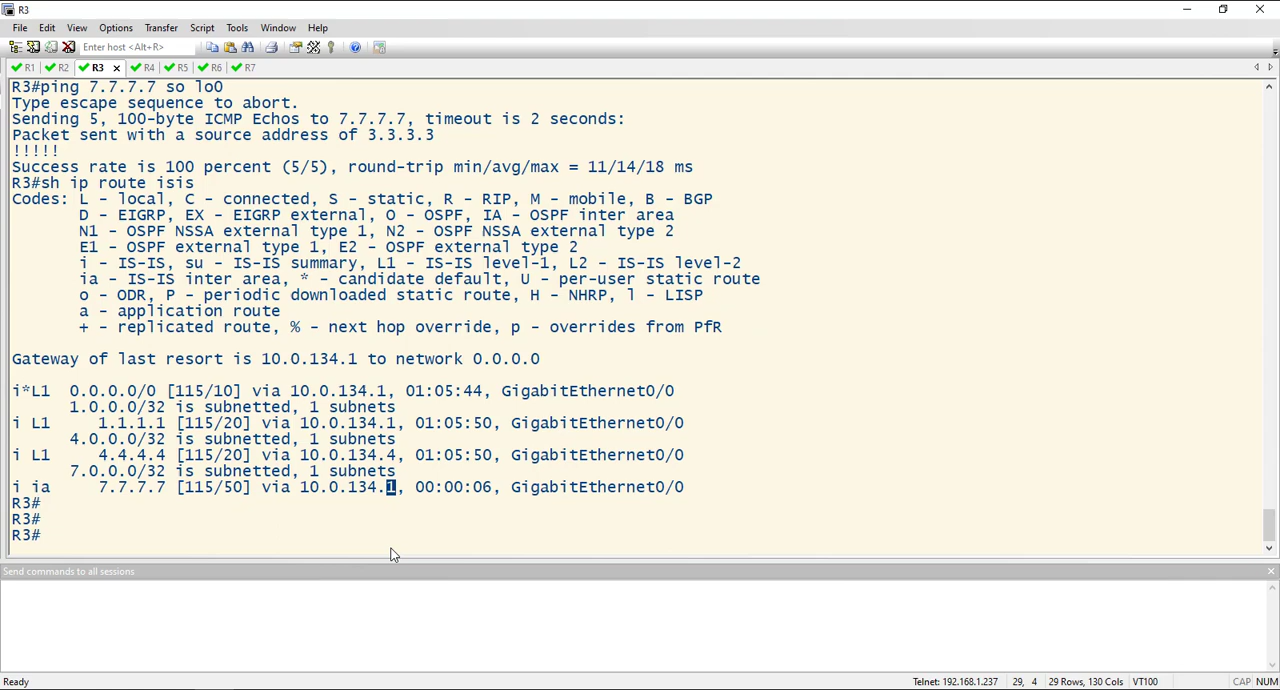 R3
File Edit View Options Transfer Script Tools Window Help
Enter host <Alt+R>
R1 R2 R3 R4 R5 R6 R7
R3#ping 7.7.7.7 so lo0
Type escape sequence to abort.
Sending 5, 100-byte ICMP Echos to 7.7.7.7, timeout is 2 seconds:
Packet sent with a source address of 3.3.3.3
!!!!!
Success rate is 100 percent (5/5), round-trip min/avg/max = 11/14/18 ms
R3#sh ip route isis
Codes: L - local, C - connected, S - static, R - RIP, M - mobile, B - BGP
D - EIGRP, EX - EIGRP external, O - OSPF, IA - OSPF inter area
N1 - OSPF NSSA external type 1, N2 - OSPF NSSA external type 2
E1 - OSPF external type 1, E2 - OSPF external type 2
i - IS-IS, su - IS-IS summary, L1 - IS-IS level-1, L2 - IS-IS level-2
ia - IS-IS inter area, * - candidate default, U - per-user static route
o - ODR, P - periodic downloaded static route, H - NHRP, l - LISP
a - application route
+ - replicated route, % - next hop override, p - overrides from PfR
Gateway of last resort is 10.0.134.1 to network 0.0.0.0
i*L1 0.0.0.0/0 [115/10] via 10.0.134.1, 01:05:44, GigabitEthernet0/0
1.0.0.0/32 is subnetted, 1 subnets
i L1 1.1.1.1 [115/20] via 10.0.134.1, 01:05:50, GigabitEthernet0/0
4.0.0.0/32 is subnetted, 1 subnets
i L1 4.4.4.4 [115/20] via 10.0.134.4, 01:05:50, GigabitEthernet0/0
7.0.0.0/32 is subnetted, 1 subnets
i ia 7.7.7.7 [115/50] via 10.0.134.1, 00:00:06, GigabitEthernet0/0
R3#
R3#
R3#
Send commands to all sessions
Ready Telnet: 192.168.1.237 29, 4 29 Rows, 130 Cols VT100 CAP NUM